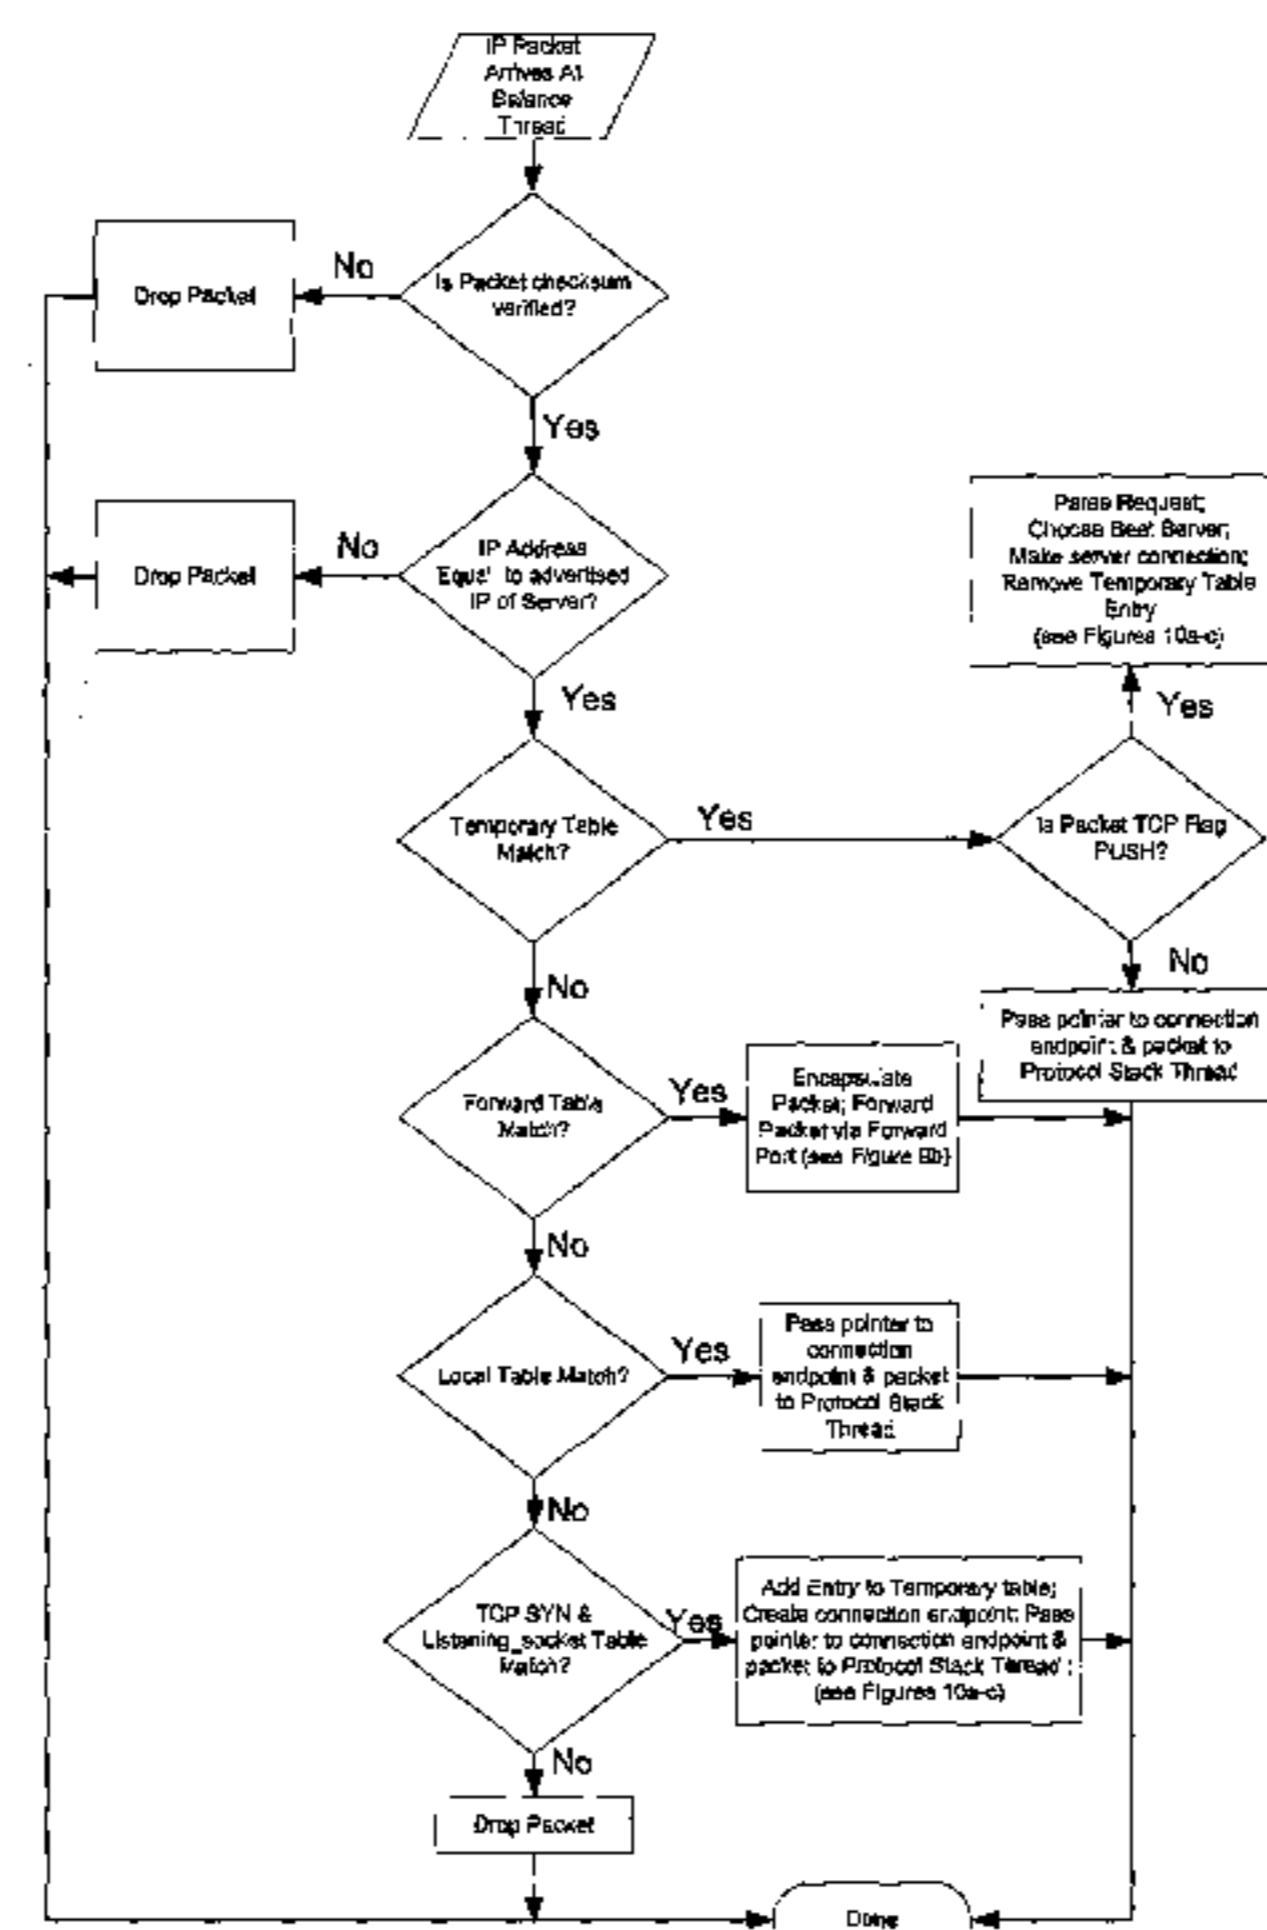 IP Packet
Arrives At
Balance
Thread
Is Packet checksum
verified?
No
Drop Packet
Yes
IP Address
Equal to advertised
IP of Server?
No
Drop Packet
Yes
Parse Request;
Choose Best Server;
Make server connection;
Remove Temporary Table
Entry
(see Figures 10a-c)
Yes
Temporary Table
Match?
Yes
Is Packet TCP Flag
PUSH?
No
Pass pointer to connection
endpoint & packet to
Protocol Stack Thread
No
Forward Table
Match?
Yes
Encapsulate
Packet; Forward
Packet via Forward
Port (see Figure 9b)
No
Local Table Match?
Yes
Pass pointer to
connection
endpoint & packet
to Protocol Stack
Thread
No
TCP SYN &
Listening_socket Table
Match?
Yes
Add Entry to Temporary table;
Create connection endpoint; Pass
pointer to connection endpoint &
packet to Protocol Stack Thread ;
(see Figures 10a-c)
No
Drop Packet
Done